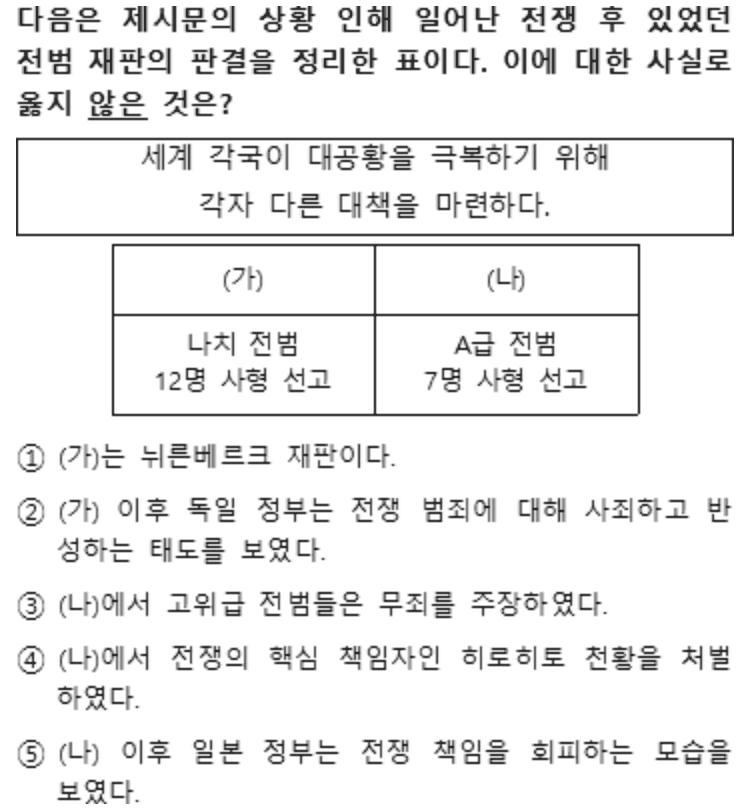 다음은 제시문의 상황 인해 일어난 전쟁 후 있었던
전범 재판의 판결을 정리한 표이다. 이에 대한 사실로
옳지 않은 것은?
세계 각국이 대공황을 극복하기 위해
각자 다른 대책을 마련하다.
(가) (나)
나치 전범 A급 전범
12명 사형 선고 7명 사형 선고
① (가)는 뉘른베르크 재판이다.
② (가) 이후 독일 정부는 전쟁 범죄에 대해 사죄하고 반
성하는 태도를 보였다.
③ (나)에서 고위급 전범들은 무죄를 주장하였다.
④ (나)에서 전쟁의 핵심 책임자인 히로히토 천황을 처벌
하였다.
⑤ (나) 이후 일본 정부는 전쟁 책임을 회피하는 모습을
보였다.